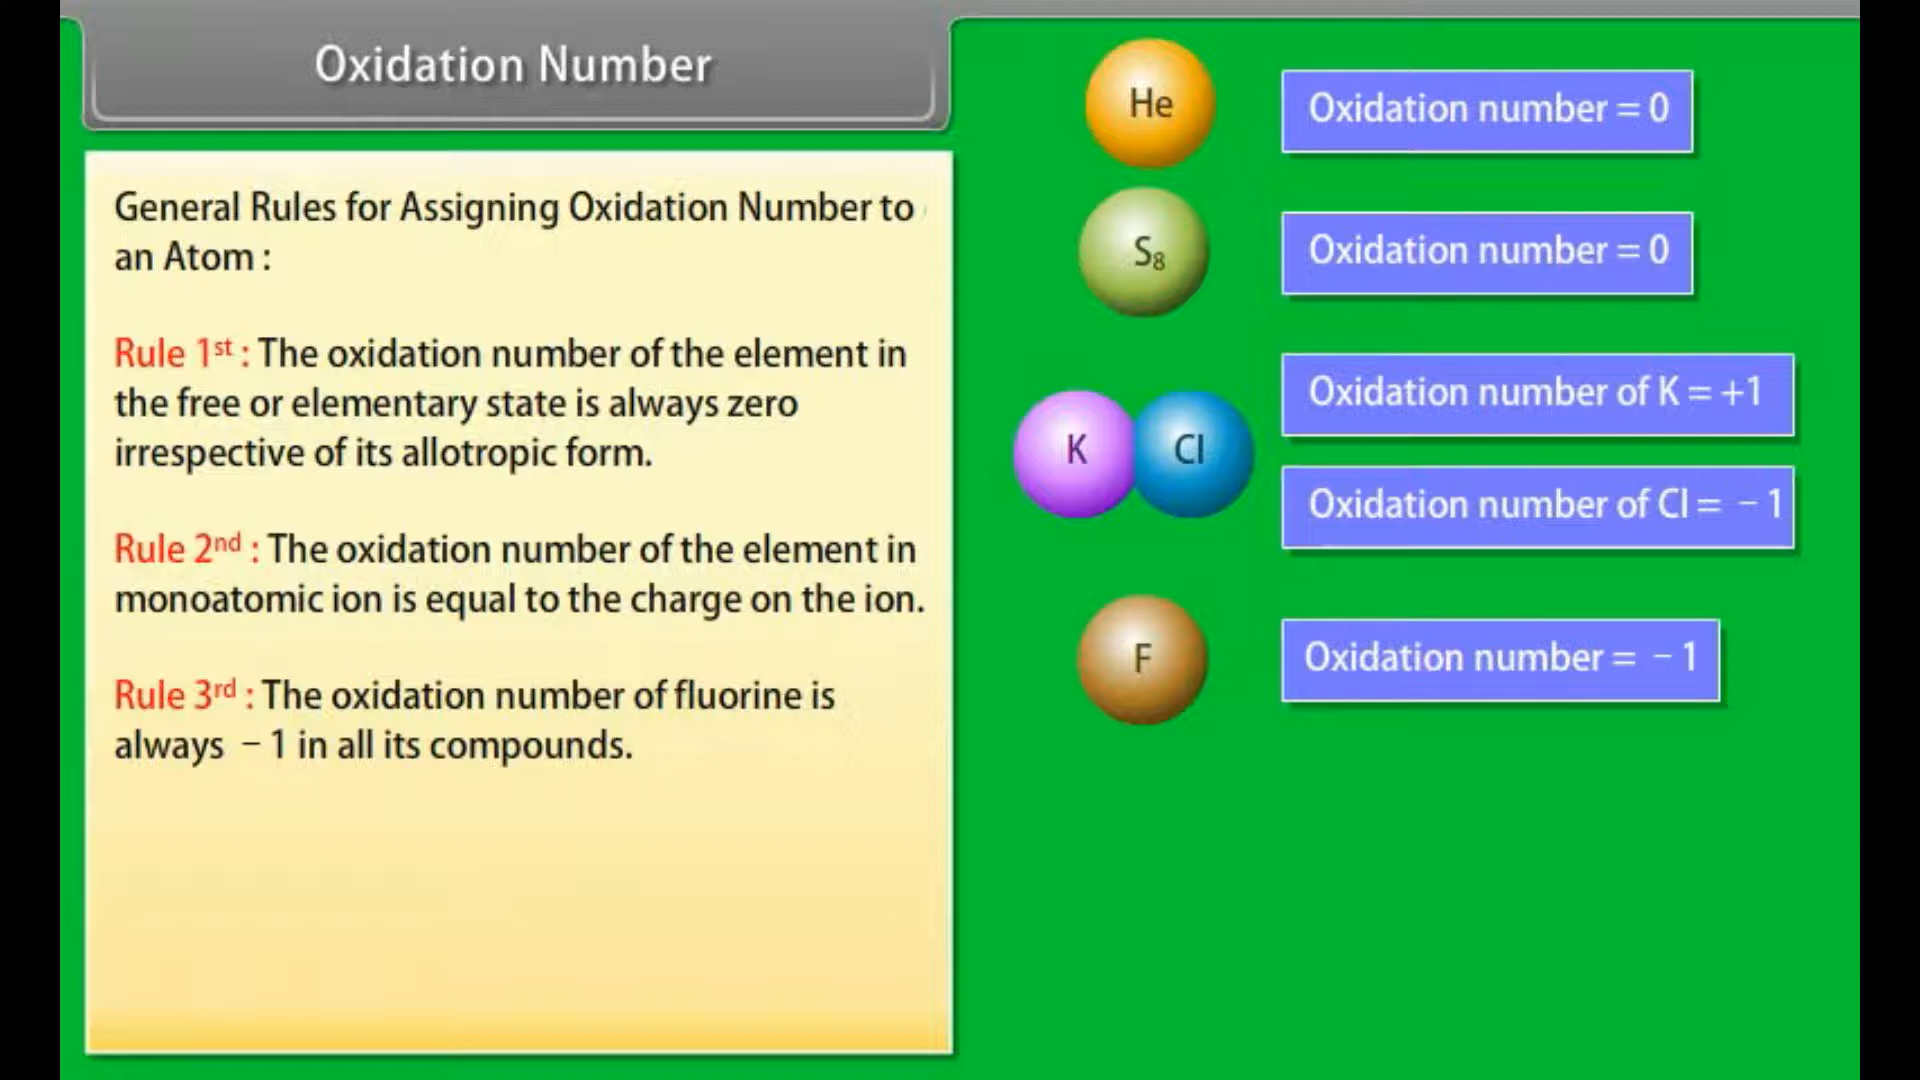 Oxidation Number
General Rules for Assigning Oxidation Number to
an Atom :
Rule 1st : The oxidation number of the element in
the free or elementary state is always zero
irrespective of its allotropic form.
Rule 2nd : The oxidation number of the element in
monoatomic ion is equal to the charge on the ion.
Rule 3rd : The oxidation number of fluorine is
always – 1 in all its compounds.
He
Oxidation number = 0
S8
Oxidation number = 0
K
Cl
Oxidation number of K = +1
Oxidation number of Cl = – 1
F
Oxidation number = – 1